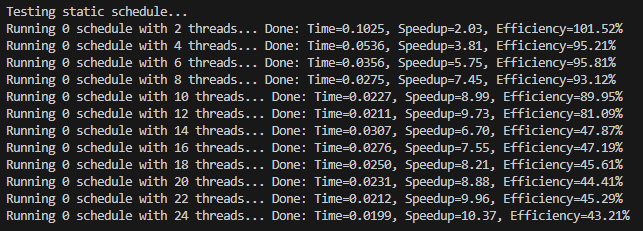 Testing static schedule...
Running 0 schedule with 2 threads... Done: Time=0.1025, Speedup=2.03, Efficiency=101.52%
Running 0 schedule with 4 threads... Done: Time=0.0536, Speedup=3.81, Efficiency=95.21%
Running 0 schedule with 6 threads... Done: Time=0.0356, Speedup=5.75, Efficiency=95.81%
Running 0 schedule with 8 threads... Done: Time=0.0275, Speedup=7.45, Efficiency=93.12%
Running 0 schedule with 10 threads... Done: Time=0.0227, Speedup=8.99, Efficiency=89.95%
Running 0 schedule with 12 threads... Done: Time=0.0211, Speedup=9.73, Efficiency=81.09%
Running 0 schedule with 14 threads... Done: Time=0.0307, Speedup=6.70, Efficiency=47.87%
Running 0 schedule with 16 threads... Done: Time=0.0276, Speedup=7.55, Efficiency=47.19%
Running 0 schedule with 18 threads... Done: Time=0.0250, Speedup=8.21, Efficiency=45.61%
Running 0 schedule with 20 threads... Done: Time=0.0231, Speedup=8.88, Efficiency=44.41%
Running 0 schedule with 22 threads... Done: Time=0.0212, Speedup=9.96, Efficiency=45.29%
Running 0 schedule with 24 threads... Done: Time=0.0199, Speedup=10.37, Efficiency=43.21%